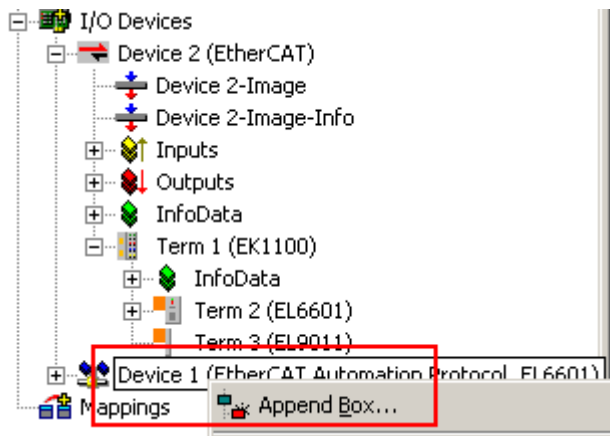 I/O Devices
Device 2 (EtherCAT)
Device 2-Image
Device 2-Image-Info
Inputs
Outputs
InfoData
Term 1 (EK1100)
InfoData
Term 2 (EL6601)
Term 3 (EL9011)
Device 1 (EtherCAT Automation Protocol, EL6601)
Mappings
Append Box...